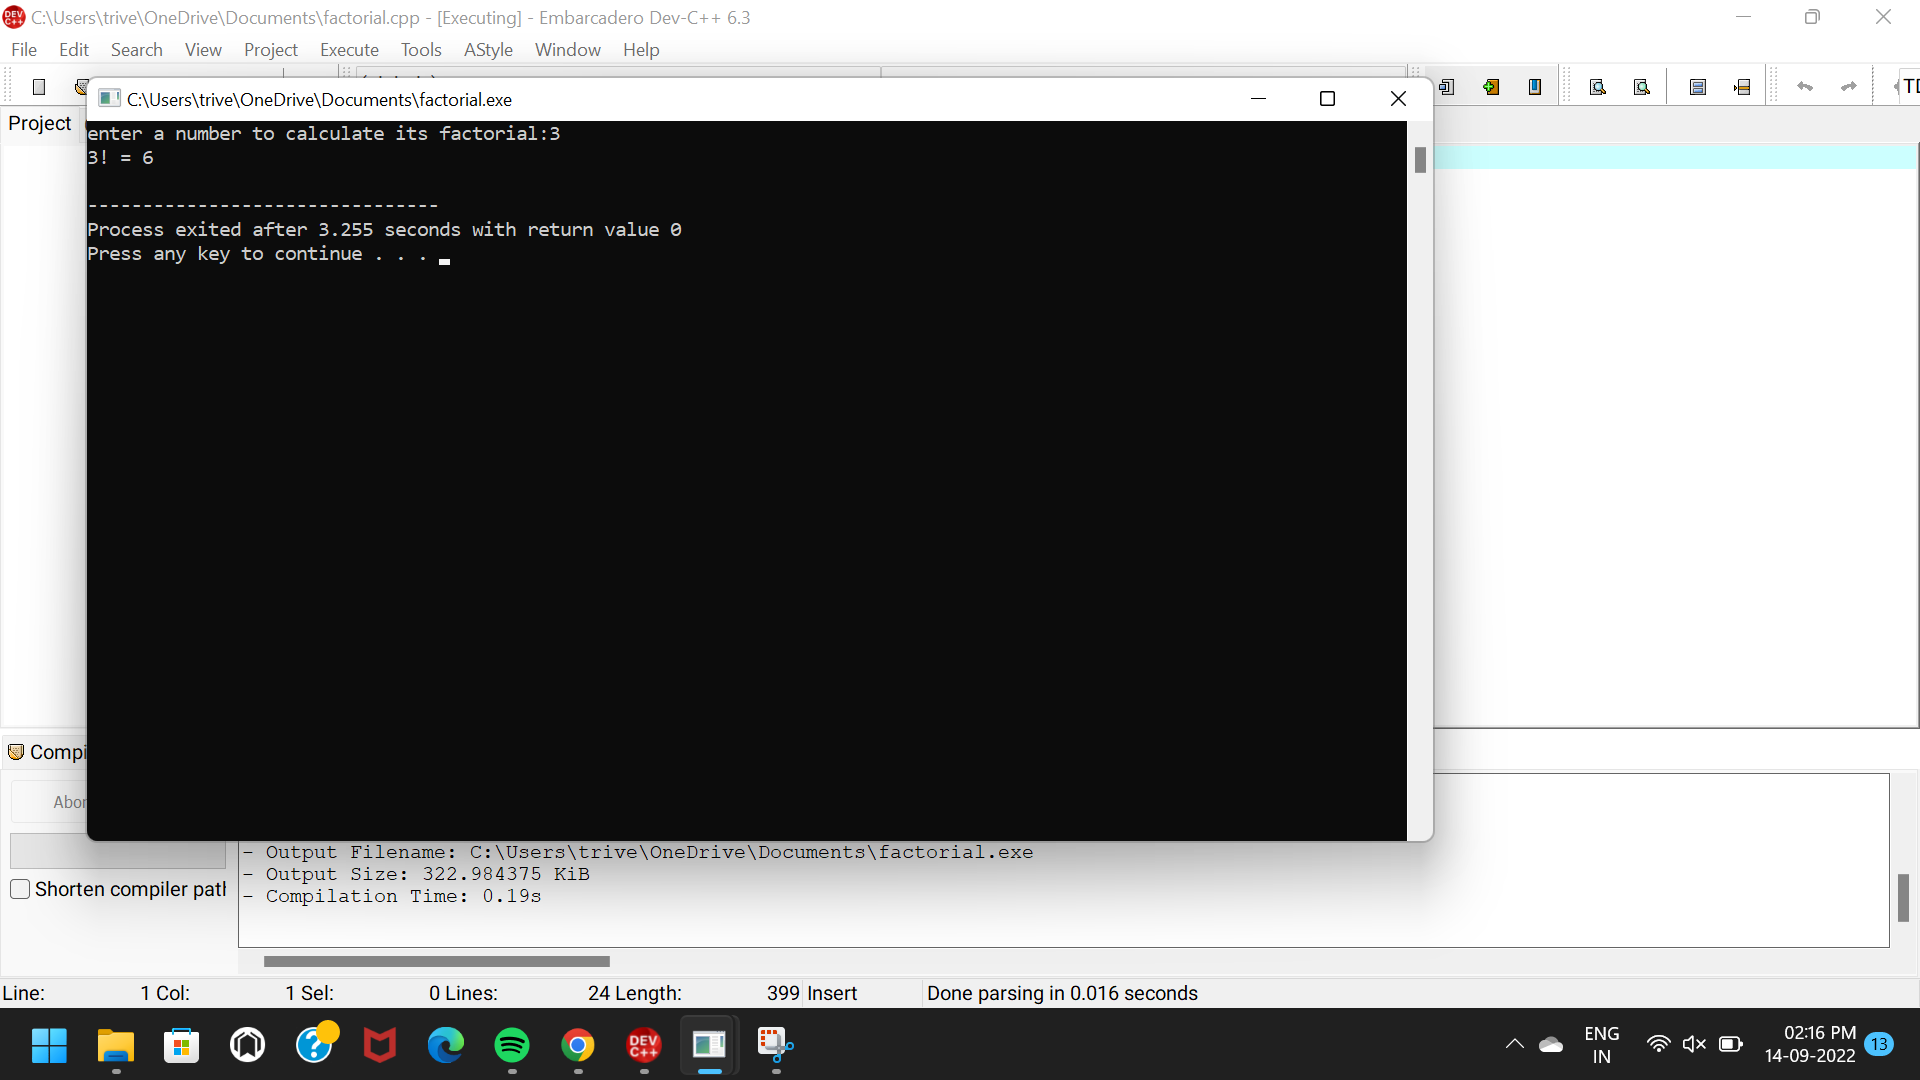 C:\Users\trive\OneDrive\Documents\factorial.cpp - [Executing] - Embarcadero Dev-C++ 6.3
File Edit Search View Project Execute Tools AStyle Window Help
C:\Users\trive\OneDrive\Documents\factorial.exe
Project
enter a number to calculate its factorial:3
3! = 6
--------------------------------
Process exited after 3.255 seconds with return value 0
Press any key to continue . . .
Compi
Abor
- Output Filename: C:\Users\trive\OneDrive\Documents\factorial.exe
- Output Size: 322.984375 KiB
- Compilation Time: 0.19s
Shorten compiler path
Line: 1 Col: 1 Sel: 0 Lines: 24 Length: 399 Insert Done parsing in 0.016 seconds
DEV C++
ENG
IN
02:16 PM
14-09-2022
13